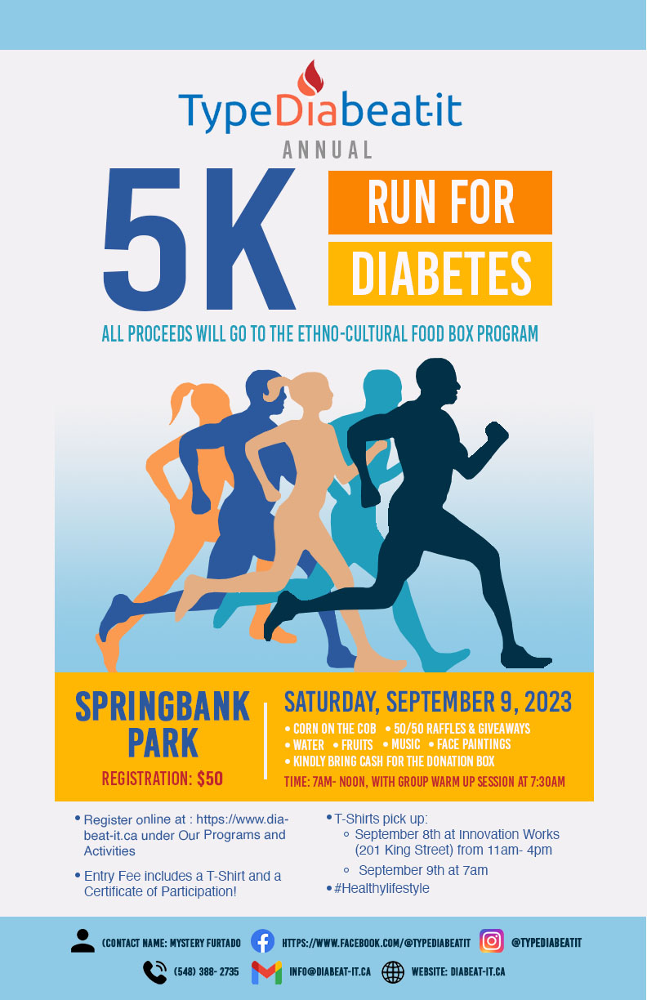 TypeDiabeat-it
ANNUAL
5K
RUN FOR
DIABETES
ALL PROCEEDS WILL GO TO THE ETHNO-CULTURAL FOOD BOX PROGRAM
SPRINGBANK
PARK
REGISTRATION: $50
SATURDAY, SEPTEMBER 9, 2023
• CORN ON THE COB • 50/50 RAFFLES & GIVEAWAYS
• WATER • FRUITS • MUSIC • FACE PAINTINGS
• KINDLY BRING CASH FOR THE DONATION BOX
TIME: 7AM- NOON, WITH GROUP WARM UP SESSION AT 7:30AM
• Register online at : https://www.dia-
beat-it.ca under Our Programs and
Activities
• Entry Fee includes a T-Shirt and a
Certificate of Participation!
• T-Shirts pick up:
○ September 8th at Innovation Works
(201 King Street) from 11am- 4pm
○ September 9th at 7am
• #Healthylifestyle
(CONTACT NAME: MYSTERY FURTADO
HTTPS://WWW.FACEBOOK.COM/@TYPEDIABEATIT
@TYPEDIABEATIT
(548) 388- 2735
INFO@DIABEAT-IT.CA
WEBSITE: DIABEAT-IT.CA